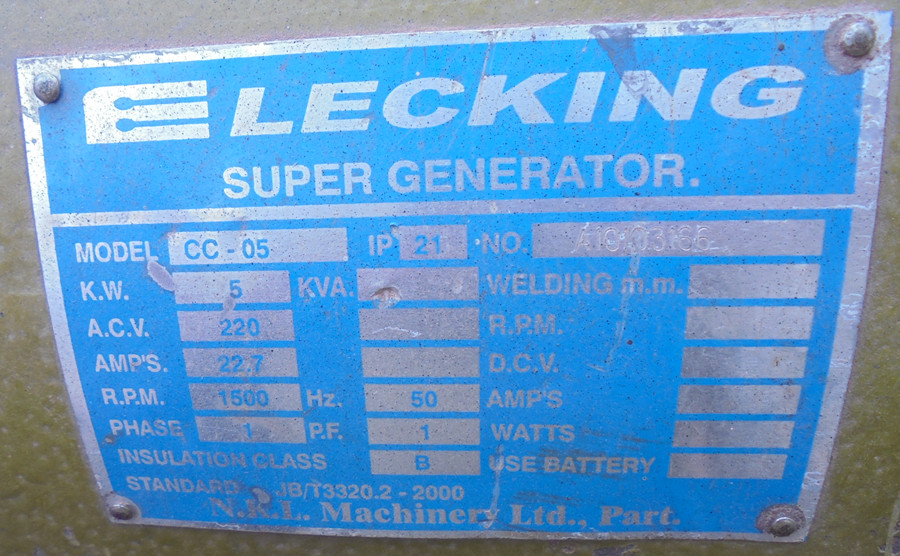 ELECKING
SUPER GENERATOR.
MODEL CC - 05 IP 21 NO.
K.W. 5 KVA. WELDING m.m.
A.C.V. 220 R.P.M.
AMP'S. 22.7 D.C.V.
R.P.M. 1500 Hz. 50 AMP'S
PHASE 1 P.F. 1 WATTS
INSULATION CLASS B USE BATTERY
STANDARD JB/T3320.2 - 2000
N.K.L. Machinery Ltd., Part.